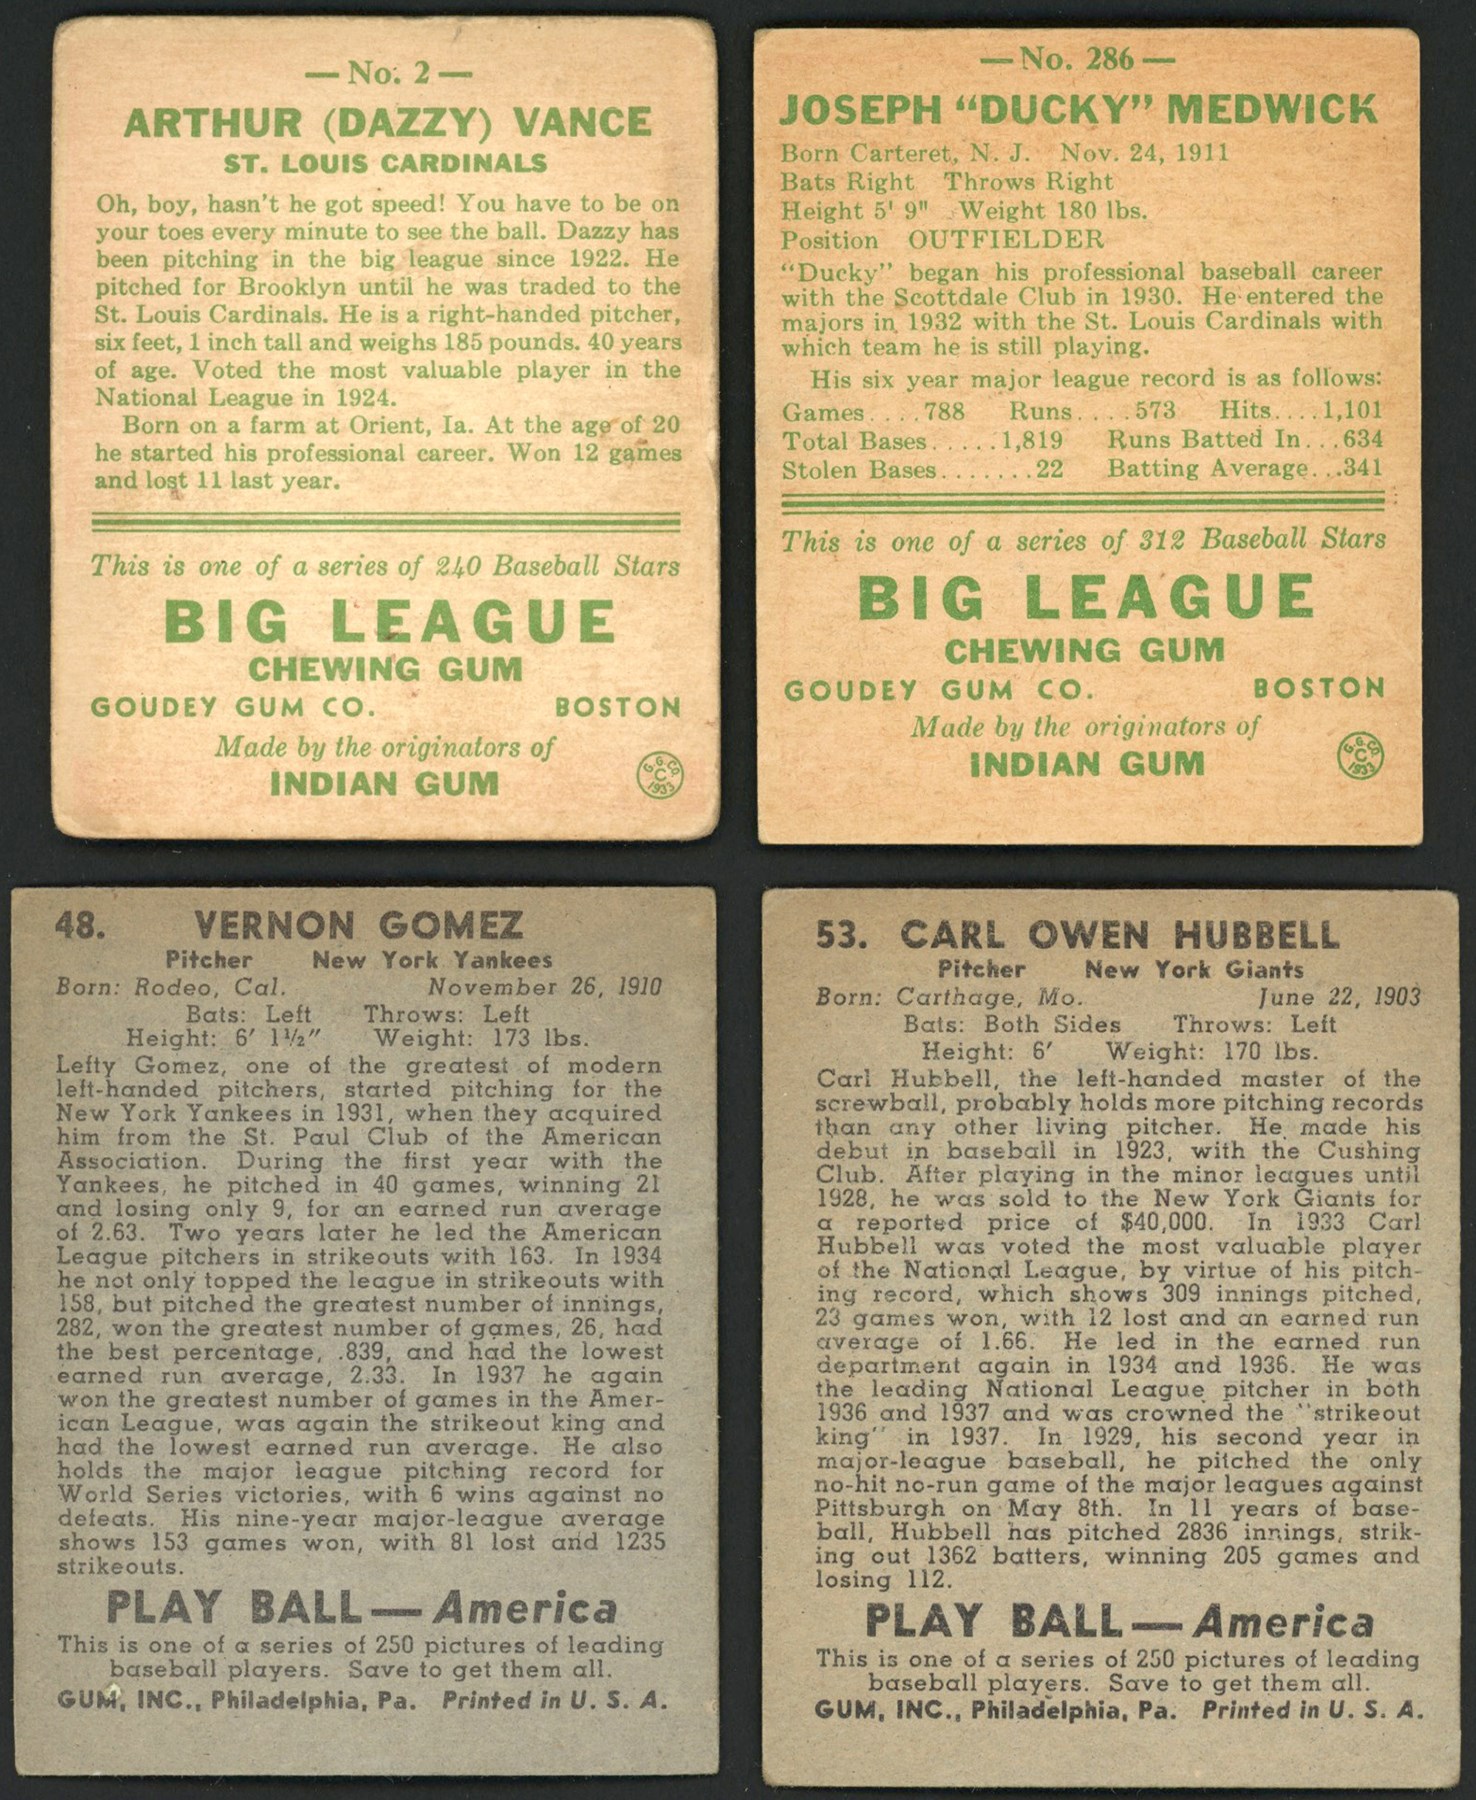 — No. 2 —
ARTHUR (DAZZY) VANCE
ST. LOUIS CARDINALS
Oh, boy, hasn't he got speed! You have to be on
your toes every minute to see the ball. Dazzy has
been pitching in the big league since 1922. He
pitched for Brooklyn until he was traded to the
St. Louis Cardinals. He is a right-handed pitcher,
six feet, 1 inch tall and weighs 185 pounds. 40 years
of age. Voted the most valuable player in the
National League in 1924.
Born on a farm at Orient, Ia. At the age of 20
he started his professional career. Won 12 games
and lost 11 last year.
This is one of a series of 240 Baseball Stars
BIG LEAGUE
CHEWING GUM
GOUDEY GUM CO. BOSTON
Made by the originators of
INDIAN GUM
G.G.CO.
C
1933
— No. 286 —
JOSEPH "DUCKY" MEDWICK
Born Carteret, N. J. Nov. 24, 1911
Bats Right Throws Right
Height 5' 9" Weight 180 lbs.
Position OUTFIELDER
"Ducky" began his professional baseball career
with the Scottdale Club in 1930. He entered the
majors in 1932 with the St. Louis Cardinals with
which team he is still playing.
His six year major league record is as follows:
Games....788 Runs....573 Hits....1,101
Total Bases.....1,819 Runs Batted In...634
Stolen Bases.......22 Batting Average...341
This is one of a series of 312 Baseball Stars
BIG LEAGUE
CHEWING GUM
GOUDEY GUM CO. BOSTON
Made by the originators of
INDIAN GUM
G.G.CO.
C
1933
48. VERNON GOMEZ
Pitcher New York Yankees
Born: Rodeo, Cal. November 26, 1910
Bats: Left Throws: Left
Height: 6' 1½" Weight: 173 lbs.
Lefty Gomez, one of the greatest of modern
left-handed pitchers, started pitching for the
New York Yankees in 1931, when they acquired
him from the St. Paul Club of the American
Association. During the first year with the
Yankees, he pitched in 40 games, winning 21
and losing only 9, for an earned run average
of 2.63. Two years later he led the American
League pitchers in strikeouts with 163. In 1934
he not only topped the league in strikeouts with
158, but pitched the greatest number of innings,
282, won the greatest number of games, 26, had
the best percentage, .839, and had the lowest
earned run average, 2.33. In 1937 he again
won the greatest number of games in the Amer-
ican League, was again the strikeout king and
had the lowest earned run average. He also
holds the major league pitching record for
World Series victories, with 6 wins against no
defeats. His nine-year major-league average
shows 153 games won, with 81 lost and 1235
strikeouts.
PLAY BALL — America
This is one of a series of 250 pictures of leading
baseball players. Save to get them all.
GUM, INC., Philadelphia, Pa. Printed in U. S. A.
53. CARL OWEN HUBBELL
Pitcher New York Giants
Born: Carthage, Mo. June 22, 1903
Bats: Both Sides Throws: Left
Height: 6' Weight: 170 lbs.
Carl Hubbell, the left-handed master of the
screwball, probably holds more pitching records
than any other living pitcher. He made his
debut in baseball in 1923, with the Cushing
Club. After playing in the minor leagues until
1928, he was sold to the New York Giants for
a reported price of $40,000. In 1933 Carl
Hubbell was voted the most valuable player
of the National League, by virtue of his pitch-
ing record, which shows 309 innings pitched,
23 games won, with 12 lost and an earned run
average of 1.66. He led in the earned run
department again in 1934 and 1936. He was
the leading National League pitcher in both
1936 and 1937 and was crowned the "strikeout
king" in 1937. In 1929, his second year in
major-league baseball, he pitched the only
no-hit no-run game of the major leagues against
Pittsburgh on May 8th. In 11 years of base-
ball, Hubbell has pitched 2836 innings, strik-
ing out 1362 batters, winning 205 games and
losing 112.
PLAY BALL — America
This is one of a series of 250 pictures of leading
baseball players. Save to get them all.
GUM, INC., Philadelphia, Pa. Printed in U. S. A.